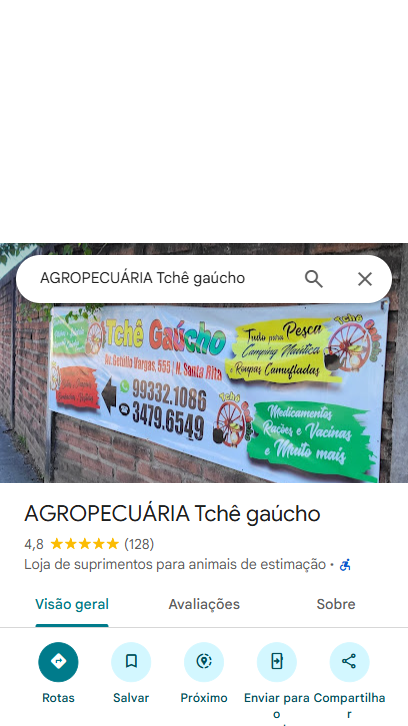 AGROPECUÁRIA Tchê gaúcho
Tchê Gaúcho
Av. Getúlio Vargas, 555 / N. Santa Rita
99332.1086
3479.6549
Tudo para Pesca
Camping Náutica
e Roupas Camufladas
Medicamentos
Rações e Vacinas
e Muito mais
AGROPECUÁRIA Tchê gaúcho
4,8 (128)
Loja de suprimentos para animais de estimação •
Visão geral Avaliações Sobre
Rotas Salvar Próximo Enviar para o Compartilhar